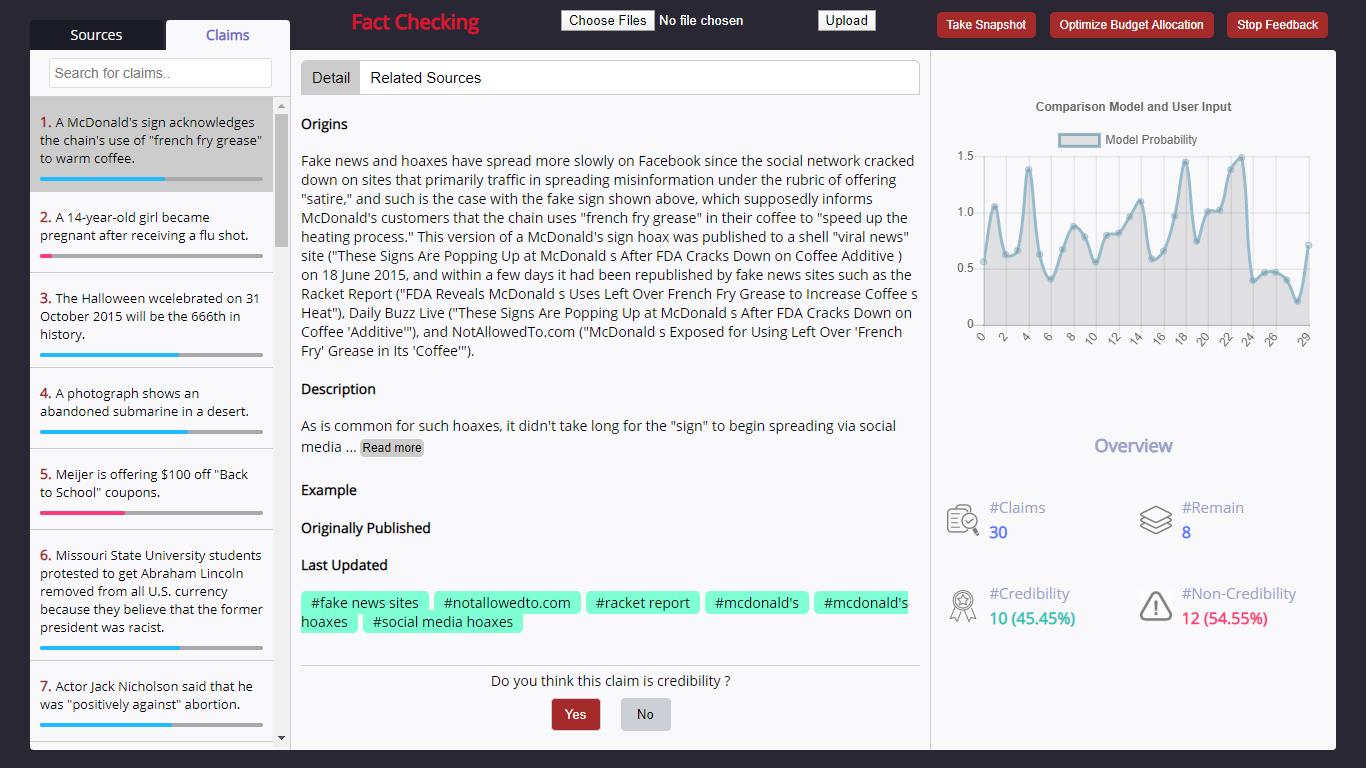 Fact Checking
Choose Files No file chosen
Upload
Take Snapshot
Optimize Budget Allocation
Stop Feedback
Sources
Claims
Search for claims..
1. A McDonald's sign acknowledges
the chain's use of "french fry grease"
to warm coffee.
2. A 14-year-old girl became
pregnant after receiving a flu shot.
3. The Halloween wcelebrated on 31
October 2015 will be the 666th in
history.
4. A photograph shows an
abandoned submarine in a desert.
5. Meijer is offering $100 off "Back
to School" coupons.
6. Missouri State University students
protested to get Abraham Lincoln
removed from all U.S. currency
because they believe that the former
president was racist.
7. Actor Jack Nicholson said that he
was "positively against" abortion.
Detail
Related Sources
Origins
Fake news and hoaxes have spread more slowly on Facebook since the social network cracked
down on sites that primarily traffic in spreading misinformation under the rubric of offering
"satire," and such is the case with the fake sign shown above, which supposedly informs
McDonald's customers that the chain uses "french fry grease" in their coffee to "speed up the
heating process." This version of a McDonald's sign hoax was published to a shell "viral news"
site ("These Signs Are Popping Up at McDonald s After FDA Cracks Down on Coffee Additive )
on 18 June 2015, and within a few days it had been republished by fake news sites such as the
Racket Report ("FDA Reveals McDonald s Uses Left Over French Fry Grease to Increase Coffee s
Heat"), Daily Buzz Live ("These Signs Are Popping Up at McDonald s After FDA Cracks Down on
Coffee 'Additive'"), and NotAllowedTo.com ("McDonald s Exposed for Using Left Over 'French
Fry' Grease in Its 'Coffee'").
Description
As is common for such hoaxes, it didn't take long for the "sign" to begin spreading via social
media ... Read more
Example
Originally Published
Last Updated
#fake news sites #notallowedto.com #racket report #mcdonald's #mcdonald's
hoaxes #social media hoaxes
Do you think this claim is credibility ?
Yes
No
Comparison Model and User Input
Model Probability
1.5
1.0
0.5
0
0 2 4 6 8 10 12 14 16 18 20 22 24 26 29
Overview
#Claims
30
#Remain
8
#Credibility
10 (45.45%)
#Non-Credibility
12 (54.55%)